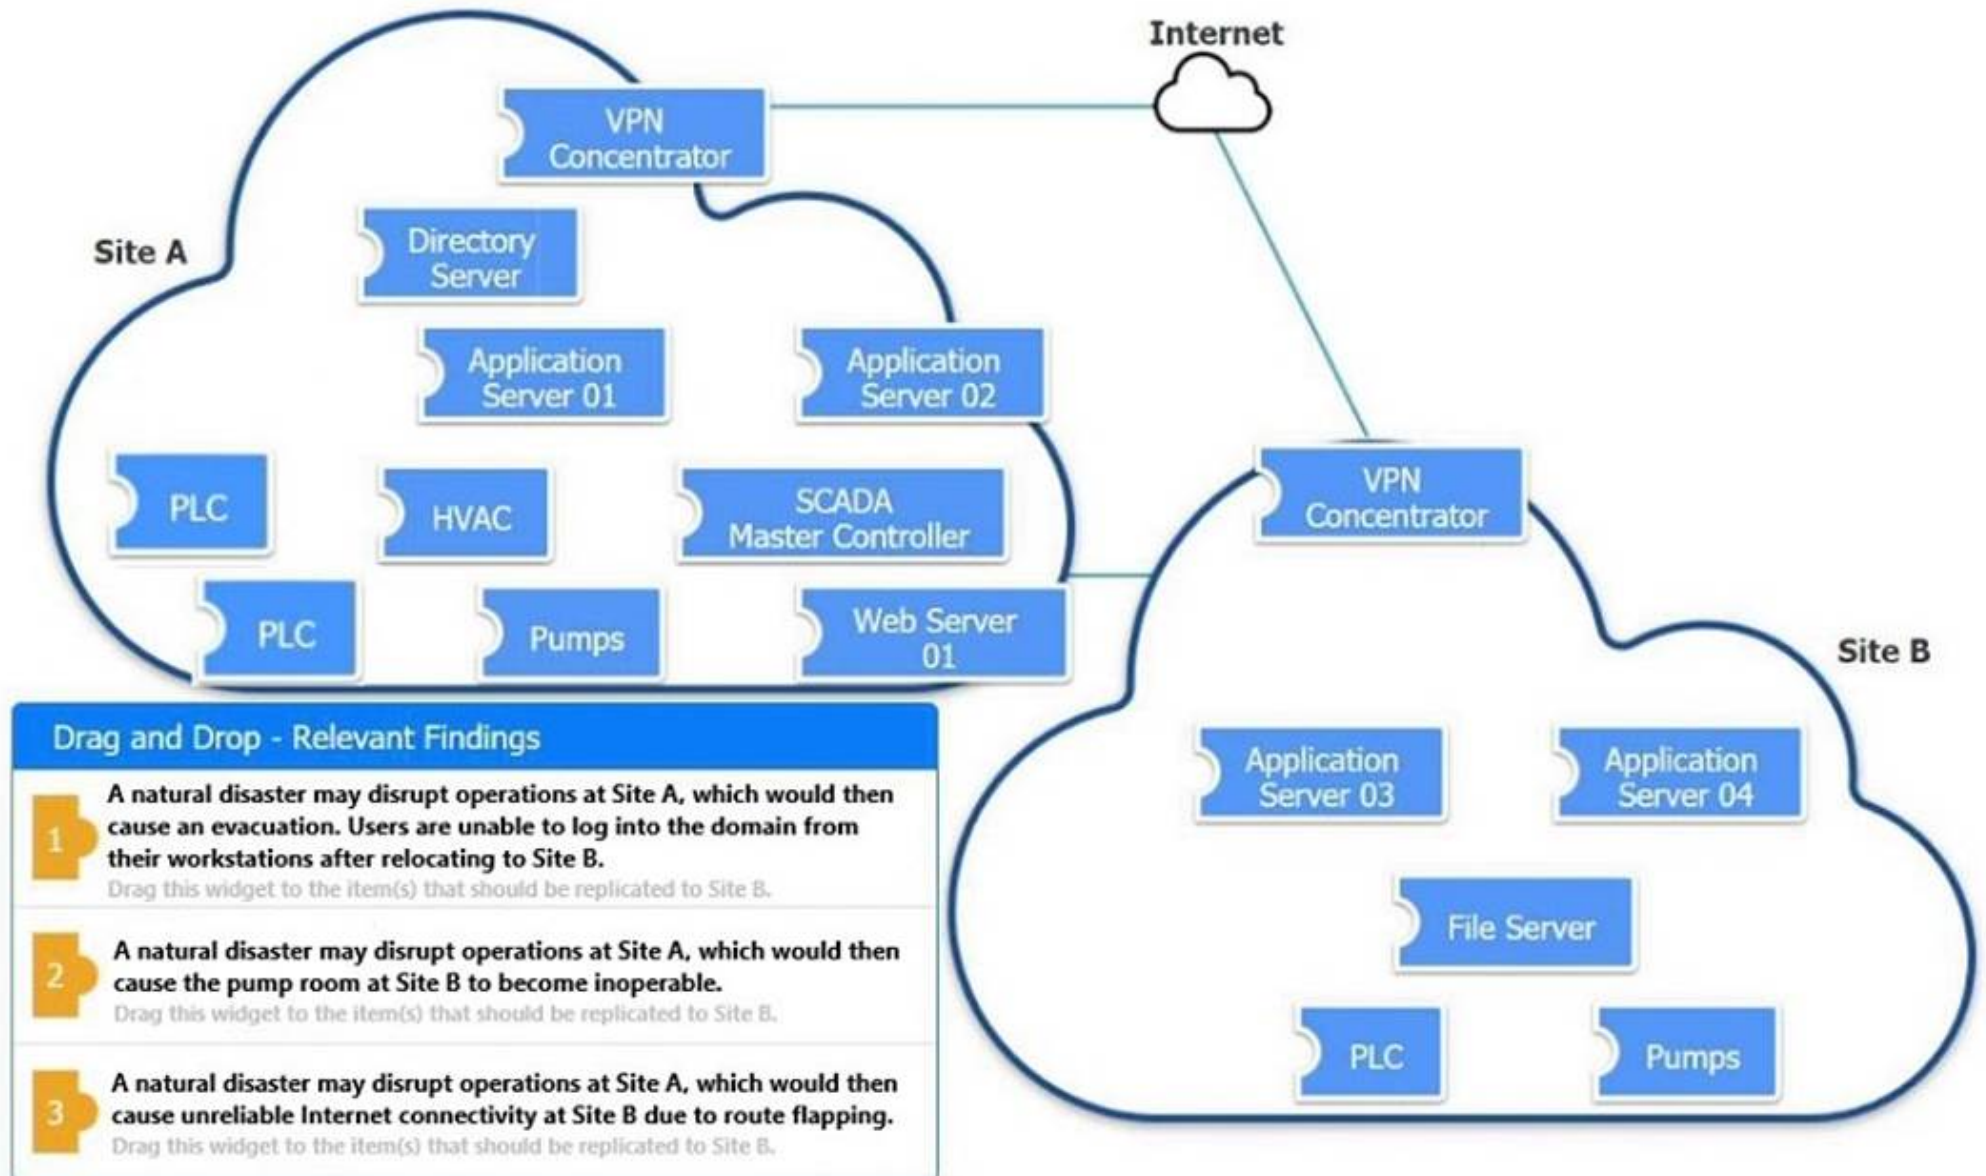 Internet
VPN
Concentrator
Site A
Directory
Server
Application
Server 01
Application
Server 02
PLC
HVAC
SCADA
Master Controller
PLC
Pumps
Web Server
01
VPN
Concentrator
Site B
Application
Server 03
Application
Server 04
File Server
PLC
Pumps
Drag and Drop - Relevant Findings
1
A natural disaster may disrupt operations at Site A, which would then
cause an evacuation. Users are unable to log into the domain from
their workstations after relocating to Site B.
Drag this widget to the item(s) that should be replicated to Site B.
2
A natural disaster may disrupt operations at Site A, which would then
cause the pump room at Site B to become inoperable.
Drag this widget to the item(s) that should be replicated to Site B.
3
A natural disaster may disrupt operations at Site A, which would then
cause unreliable Internet connectivity at Site B due to route flapping.
Drag this widget to the item(s) that should be replicated to Site B.